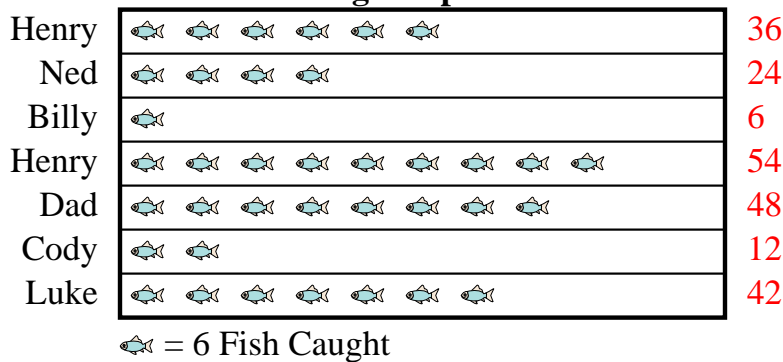 Henry 36
Ned 24
Billy 6
Henry 54
Dad 48
Cody 12
Luke 42
= 6 Fish Caught